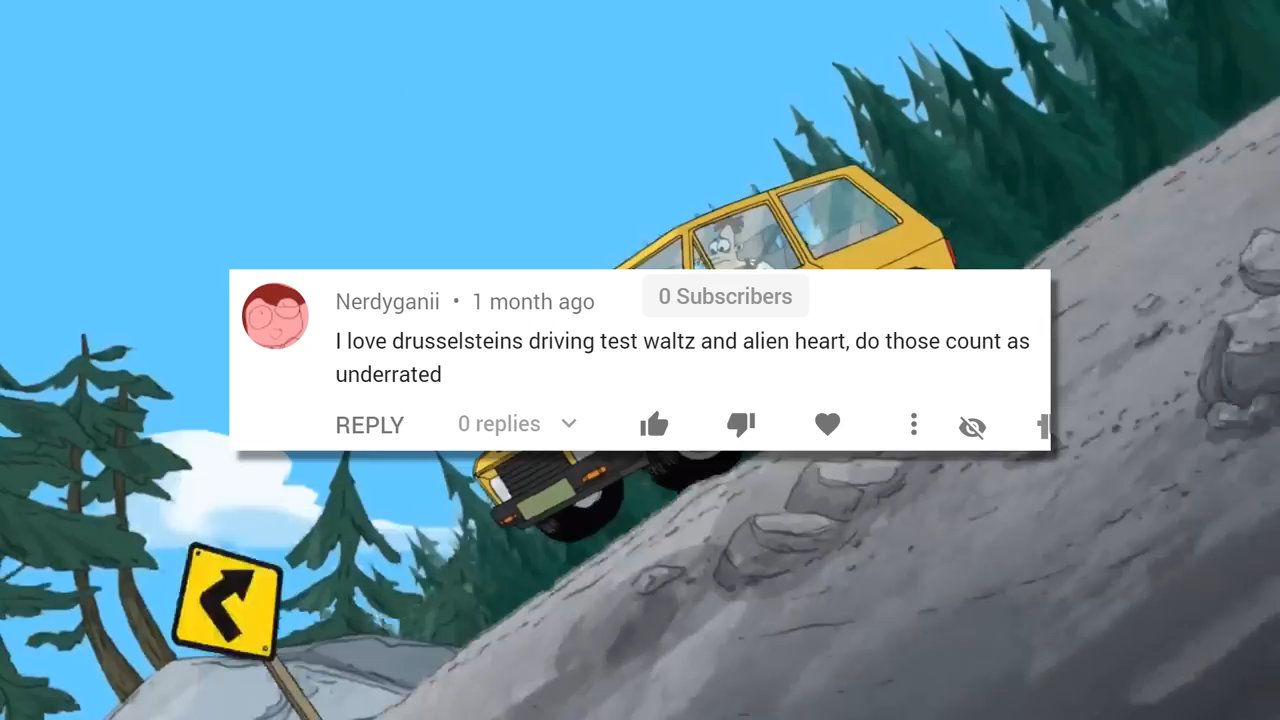 Nerdyganii • 1 month ago
0 Subscribers
I love drusselsteins driving test waltz and alien heart, do those count as
underrated
REPLY
0 replies